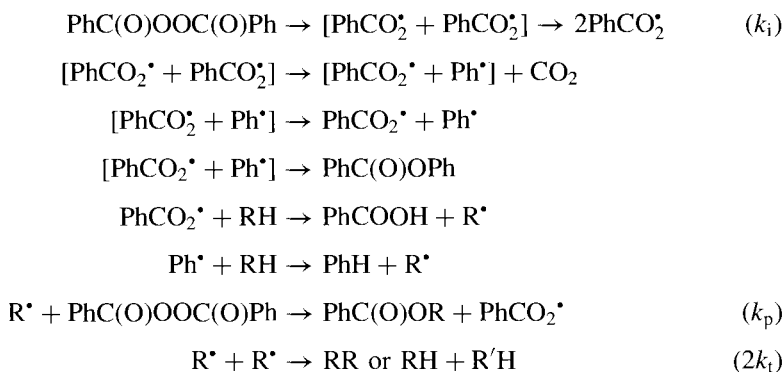 PhC(O)OOC(O)Ph → [PhCO₂• + PhCO₂•] → 2PhCO₂• (kᵢ)
[PhCO₂• + PhCO₂•] → [PhCO₂• + Ph•] + CO₂
[PhCO₂• + Ph•] → PhCO₂• + Ph•
[PhCO₂• + Ph•] → PhC(O)OPh
PhCO₂• + RH → PhCOOH + R•
Ph• + RH → PhH + R•
R• + PhC(O)OOC(O)Ph → PhC(O)OR + PhCO₂• (kₚ)
R• + R• → RR or RH + R′H (2kₜ)